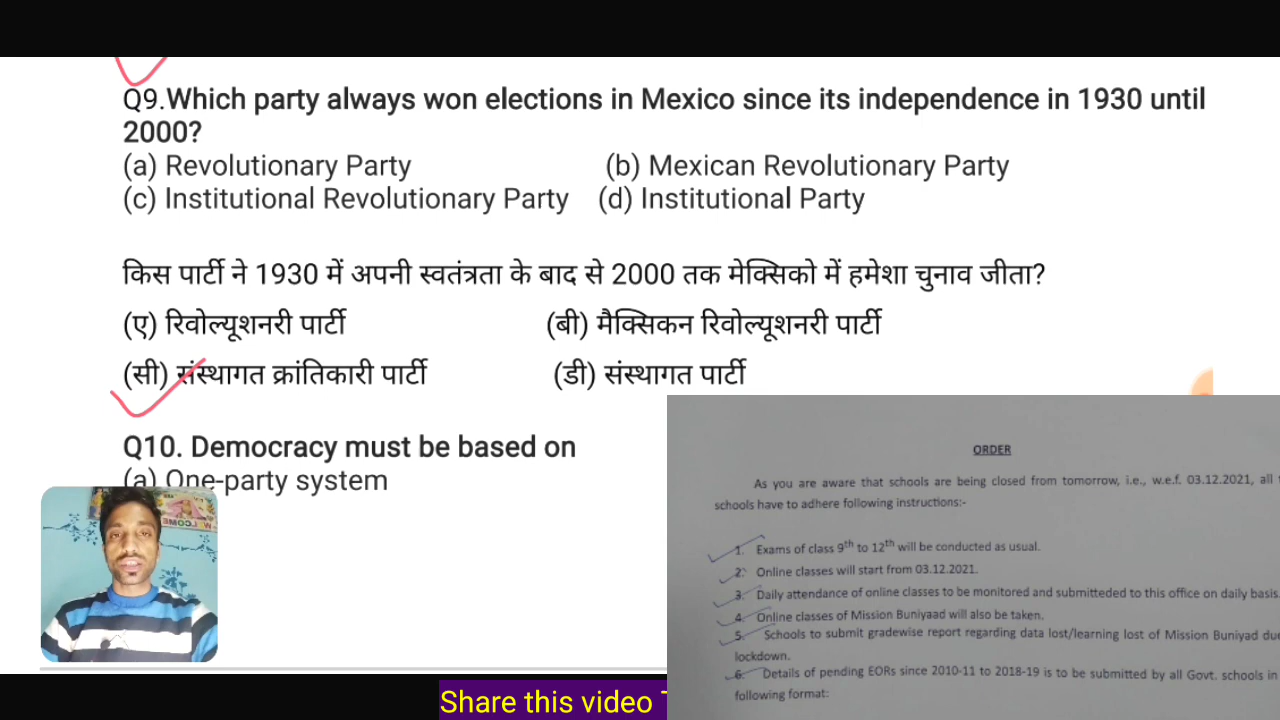 Q9.Which party always won elections in Mexico since its independence in 1930 until
2000?
(a) Revolutionary Party (b) Mexican Revolutionary Party
(c) Institutional Revolutionary Party (d) Institutional Party
किस पार्टी ने 1930 में अपनी स्वतंत्रता के बाद से 2000 तक मेक्सिको में हमेशा चुनाव जीता?
(ए) रिवोल्यूशनरी पार्टी (बी) मैक्सिकन रिवोल्यूशनरी पार्टी
(सी) संस्थागत क्रांतिकारी पार्टी (डी) संस्थागत पार्टी
Q10. Democracy must be based on
(a) One-party system
ORDER
As you are aware that schools are being closed from tomorrow, i.e., w.e.f. 03.12.2021, all
schools have to adhere following instructions:-
1. Exams of class 9th to 12th will be conducted as usual.
2. Online classes will start from 03.12.2021.
3. Daily attendance of online classes to be monitored and submitteded to this office on daily basis.
4. Online classes of Mission Buniyaad will also be taken.
5. Schools to submit gradewise report regarding data lost/learning lost of Mission Buniyad
lockdown.
6. Details of pending EORs since 2010-11 to 2018-19 is to be submitted by all Govt. schools in
following format:
Share this video